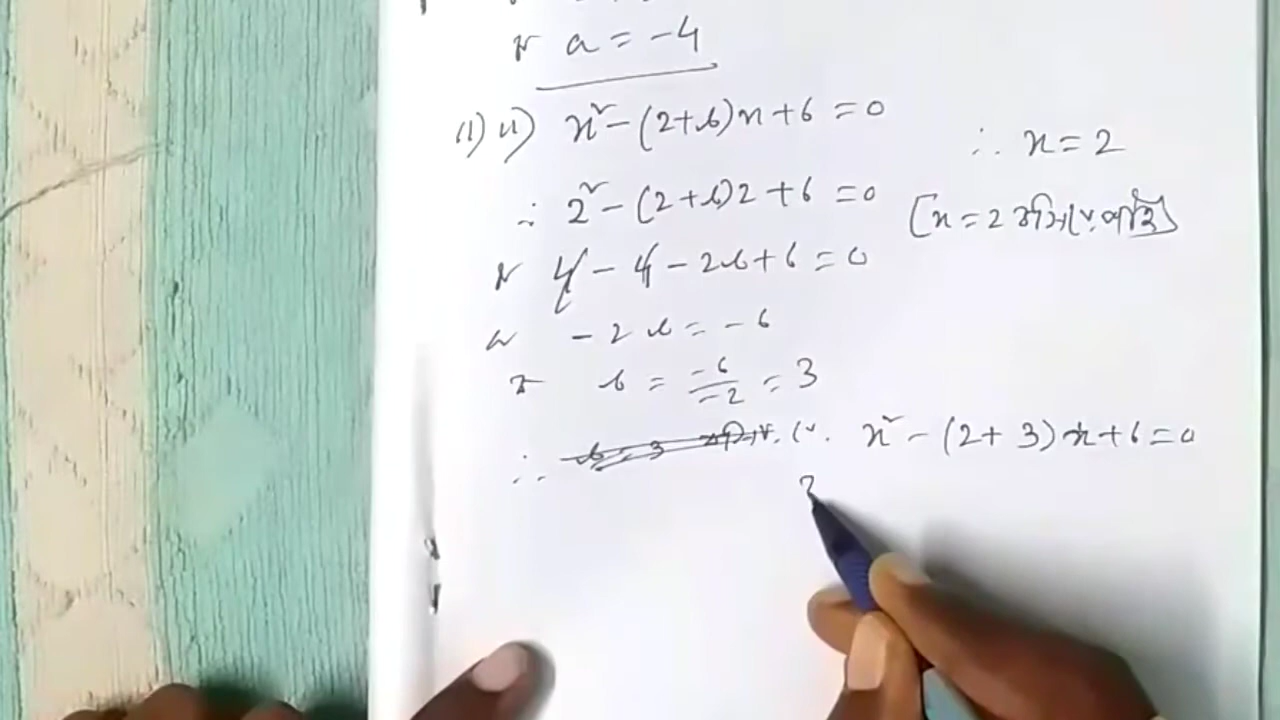 a = -4
(1) ii) x² - (2+b)x + 6 = 0
∴ x = 2
∴ 2² - (2+b)2 + 6 = 0
[x = 2
4 - 4 - 2b + 6 = 0
-2b = -6
b = -6/-2 = 3
∴ x² - (2+3)x + 6 = 0